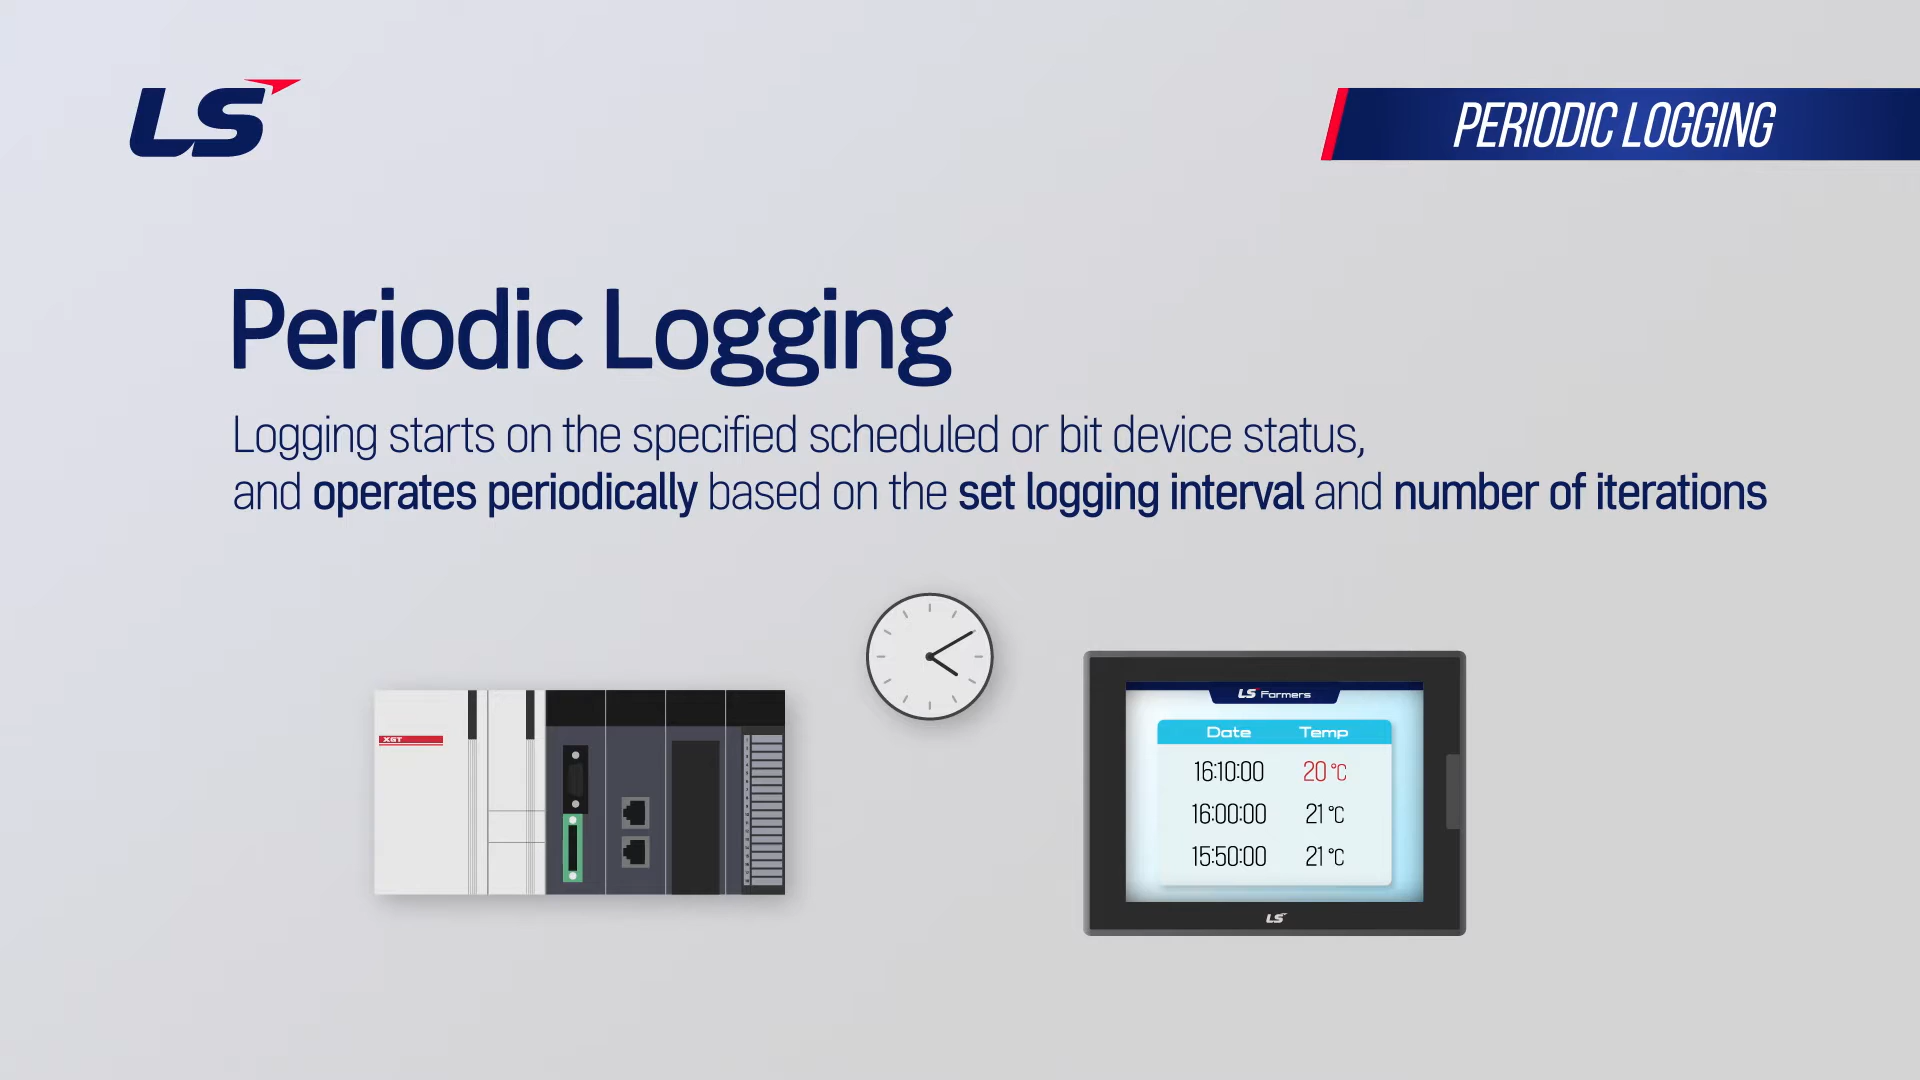 LS
PERIODIC LOGGING
Periodic Logging
Logging starts on the specified scheduled or bit device status,
and operates periodically based on the set logging interval and number of iterations
XGT
LS Farmers
Date Temp
16:10:00 20 °C
16:00:00 21 °C
15:50:00 21 °C
LS